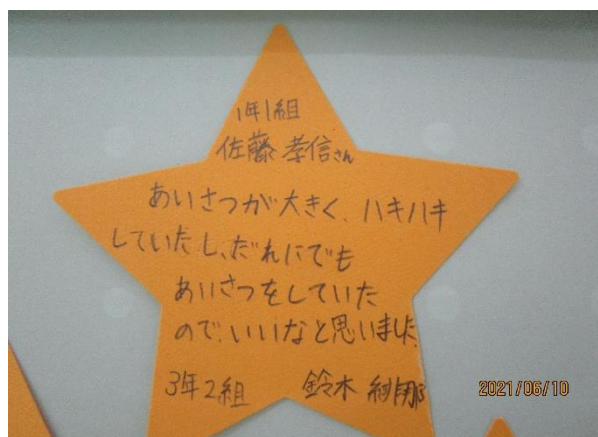 1年1組
佐藤孝信さん
あいさつが大きく、ハキハキ
していたし、だれにでも
あいさつをしていた
ので、いいなと思いました
3年2組 鈴木
2021/06/10